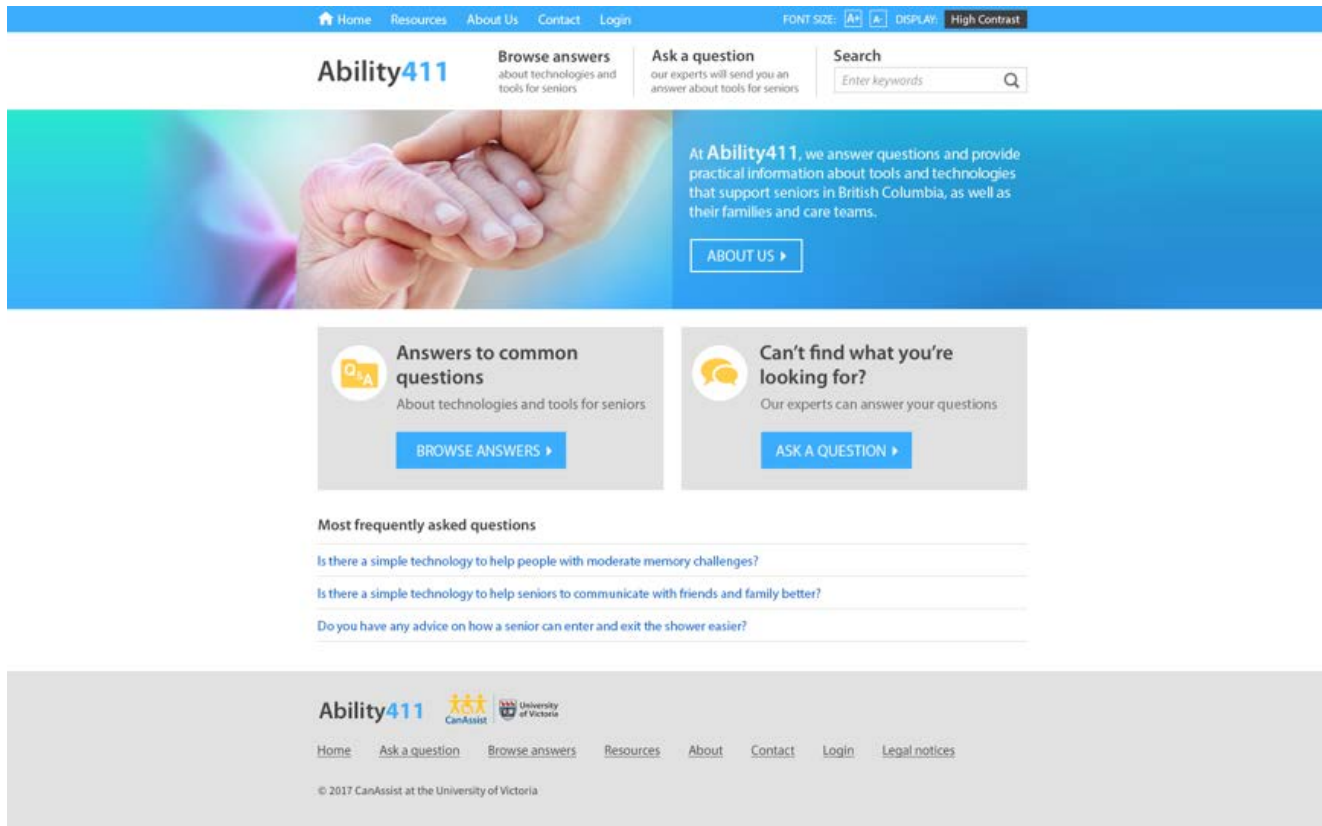 Home Resources About Us Contact Login FONT SIZE: A+ A- DISPLAY: High Contrast
Ability411
Browse answers
about technologies and
tools for seniors
Ask a question
our experts will send you an
answer about tools for seniors
Search
Enter keywords
At Ability411, we answer questions and provide
practical information about tools and technologies
that support seniors in British Columbia, as well as
their families and care teams.
ABOUT US
Q&A
Answers to common
questions
About technologies and tools for seniors
BROWSE ANSWERS
Can't find what you're
looking for?
Our experts can answer your questions
ASK A QUESTION
Most frequently asked questions
Is there a simple technology to help people with moderate memory challenges?
Is there a simple technology to help seniors to communicate with friends and family better?
Do you have any advice on how a senior can enter and exit the shower easier?
Ability411
CanAssist
University
of Victoria
Home Ask a question Browse answers Resources About Contact Login Legal notices
© 2017 CanAssist at the University of Victoria